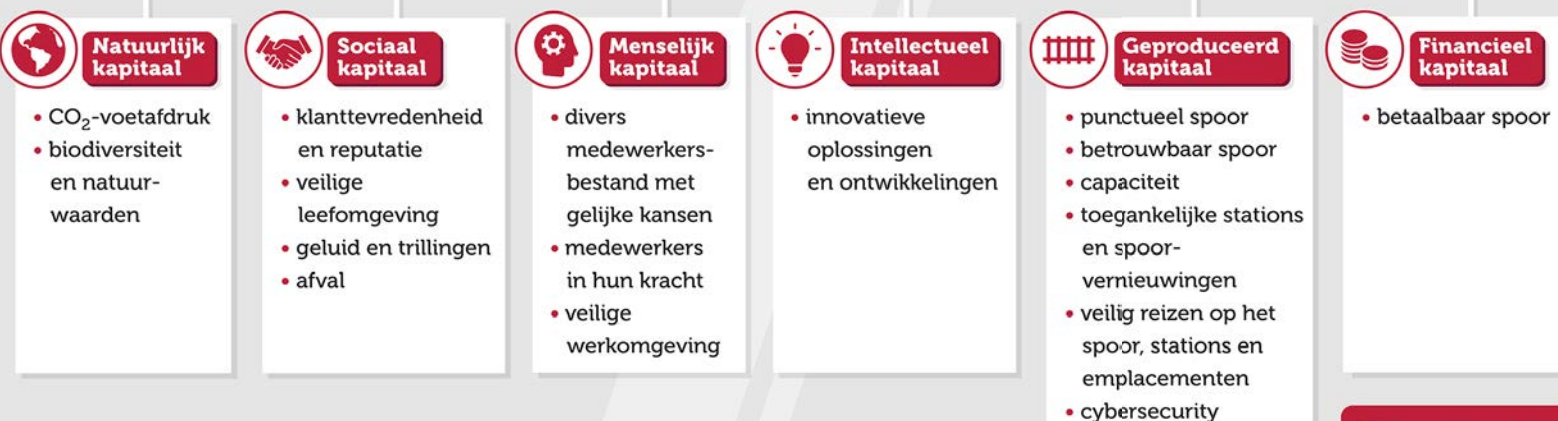 Natuurlijk
kapitaal
• CO₂-voetafdruk
• biodiversiteit
en natuur-
waarden
Sociaal
kapitaal
• klanttevredenheid
en reputatie
• veilige
leefomgeving
• geluid en trillingen
• afval
Menselijk
kapitaal
• divers
medewerkers-
bestand met
gelijke kansen
• medewerkers
in hun kracht
• veilige
werkomgeving
Intellectueel
kapitaal
• innovatieve
oplossingen
en ontwikkelingen
Geproduceerd
kapitaal
• punctueel spoor
• betrouwbaar spoor
• capaciteit
• toegankelijke stations
en spoor-
vernieuwingen
• veilig reizen op het
spoor, stations en
emplacementen
• cybersecurity
Financieel
kapitaal
• betaalbaar spoor